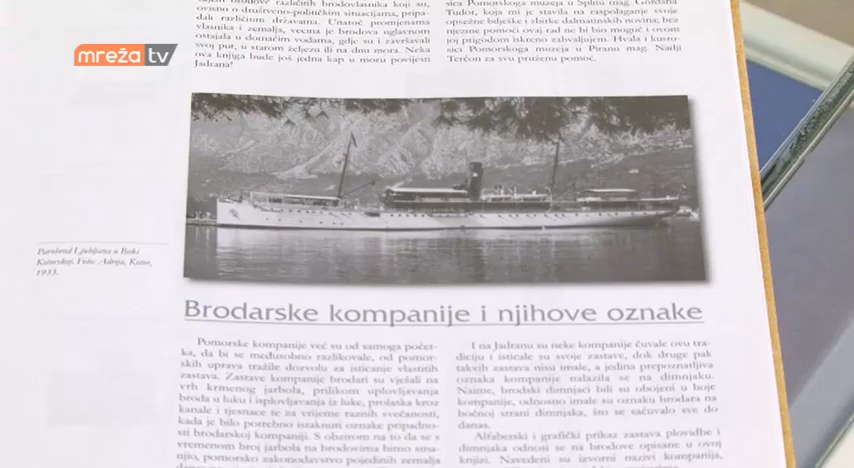 njem brodove različitih brodovlasnika koji su,
ovisno o društveno-političkim situacijama, pripa-
dali različitim državama. Unatoč promjenama
vlasnika i zemalja, većina je brodova uglavnom
ostajala u domaćim vodama, gdje su i završavali
svoj put, u starom željezu ili na dnu mora. Neka
ova knjiga bude još jedna kap u moru povijesti
Jadrana!
sica Pomorskoga muzeja u Splitu mag. Gordana
Tudor, koja mi je stavila na raspolaganje svoje
opsežne bilješke i zbirke dalmatinskih novina; bez
njezine pomoći ovaj rad ne bi bio moguć i ovom
joj prigodom iskreno zahvaljujem. Hvala i kusto-
sici Pomorskoga muzeja u Piranu mag. Nadji
Terčon za svu pruženu pomoć.
mreža tv
Parobrod Ljubljana u Boki
Kotorskoj. Foto: Adrija, Kotor,
1933.
Brodarske kompanije i njihove oznake
Pomorske kompanije već su od samoga počet-
ka, da bi se međusobno razlikovale, od pomor-
skih uprava tražile dozvolu za isticanje vlastitih
zastava. Zastave kompanije brodari su vješali na
vrh krmenog jarbola, prilikom uplovljavanja
broda u luku i isplovljavanja iz luke, prolaska kroz
kanale i tjesnace te za vrijeme raznih svečanosti,
kada je bilo potrebno istaknuti oznake pripadno-
sti brodarskoj kompaniji. S obzirom na to da se s
vremenom broj jarbola na brodovima bitno sma-
njio, pomorsko zakonodavstvo pojedinih zemalja
I na Jadranu su neke kompanije čuvale ovu tra-
diciju i isticale su svoje zastave, dok druge pak
takvih zastava nisu imale, a jedina prepoznatljiva
oznaka kompanije nalazila se na dimnjaku.
Naime, brodski dimnjaci bili su obojeni u boje
kompanije, odnosno imale su oznaku brodara na
bočnoj strani dimnjaka, što se sačuvalo sve do
danas.
Alfabetski i grafički prikaz zastava plovidbe i
dimnjaka odnosi se na brodove opisane u ovoj
knjizi. Navedeni su izvorni nazivi kompanija,